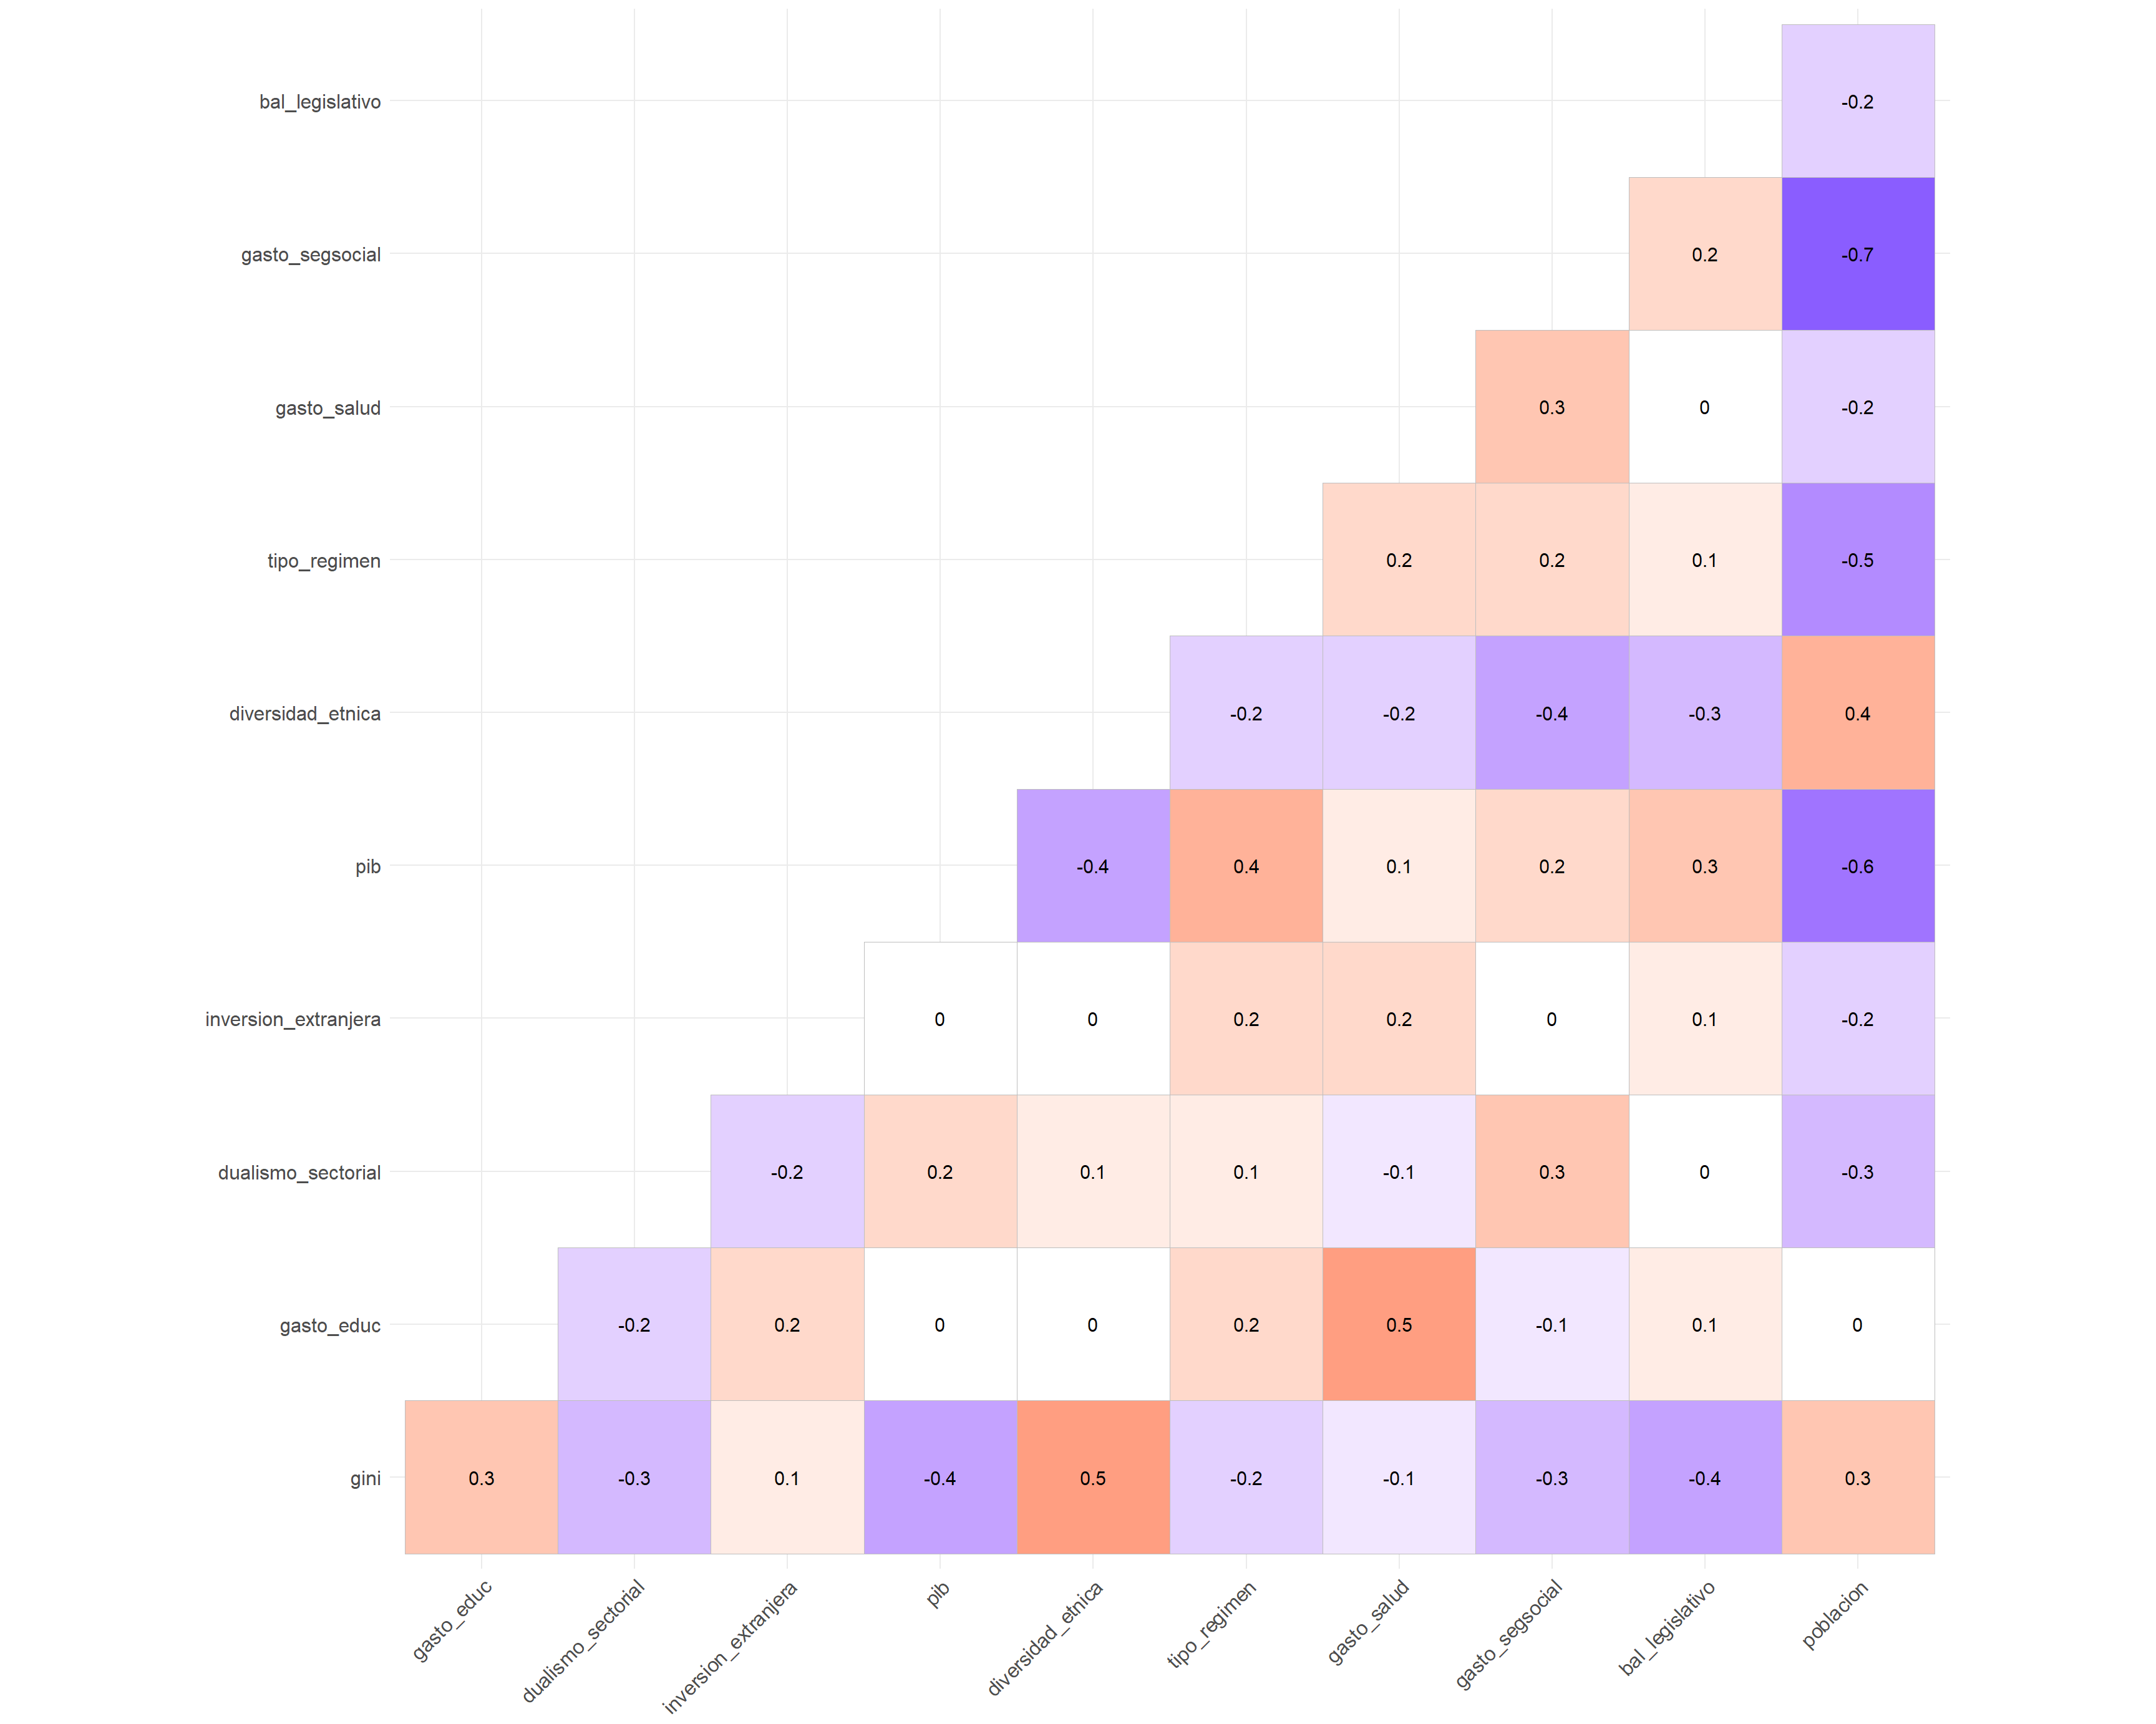 bal_legislativo -0.2
gasto_segsocial 0.2 -0.7
gasto_salud 0.3 0 -0.2
tipo_regimen 0.2 0.2 0.1 -0.5
diversidad_etnica -0.2 -0.2 -0.4 -0.3 0.4
pib -0.4 0.4 0.1 0.2 0.3 -0.6
inversion_extranjera 0 0 0.2 0.2 0 0.1 -0.2
dualismo_sectorial -0.2 0.2 0.1 0.1 -0.1 0.3 0 -0.3
gasto_educ -0.2 0.2 0 0 0.2 0.5 -0.1 0.1 0
gini 0.3 -0.3 0.1 -0.4 0.5 -0.2 -0.1 -0.3 -0.4 0.3
gasto_educ dualismo_sectorial inversion_extranjera pib diversidad_etnica tipo_regimen gasto_salud gasto_segsocial bal_legislativo poblacion